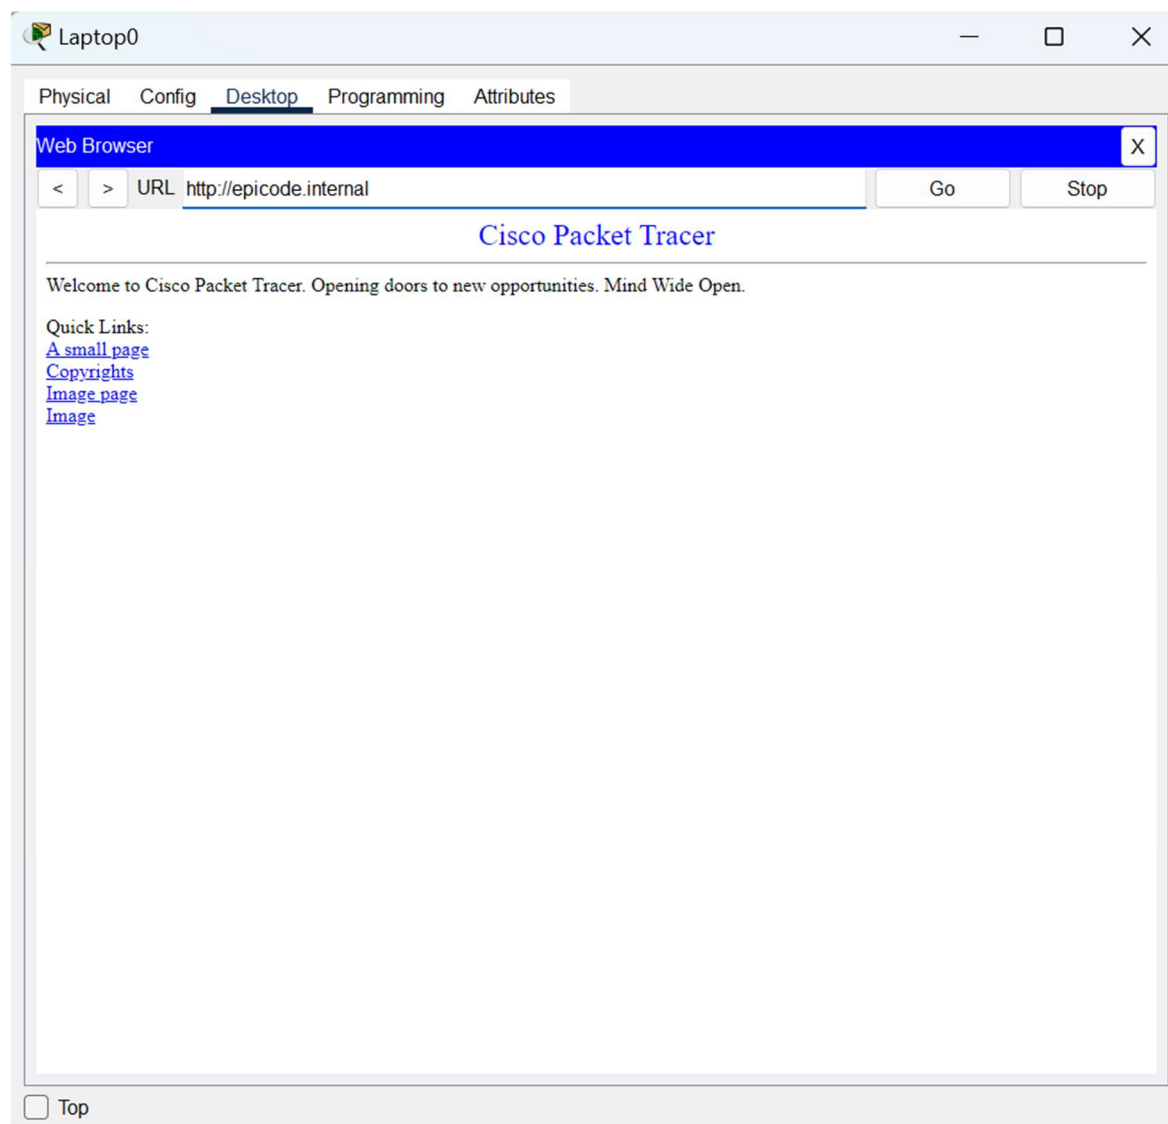 Laptop0
Physical Config Desktop Programming Attributes
Web Browser X
< > URL http://epicode.internal Go Stop
Cisco Packet Tracer
Welcome to Cisco Packet Tracer. Opening doors to new opportunities. Mind Wide Open.
Quick Links:
A small page
Copyrights
Image page
Image
Top